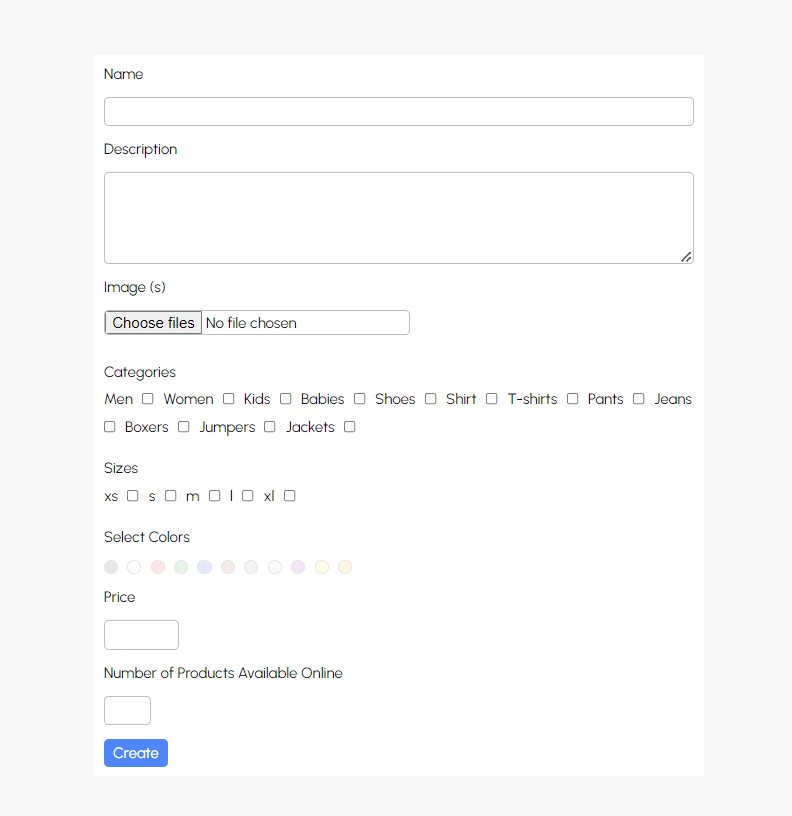 Name
Description
Image (s)
Choose files No file chosen
Categories
Men Women Kids Babies Shoes Shirt T-shirts Pants Jeans
Boxers Jumpers Jackets
Sizes
xs s m l xl
Select Colors
Price
Number of Products Available Online
Create